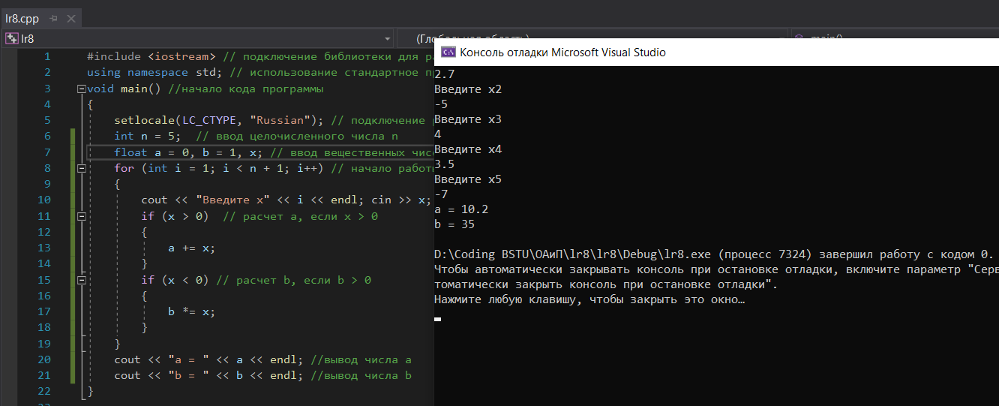 lr8.cpp
lr8
(Глобальная область)
main()
1 #include <iostream> // подключение библиотеки для
2 using namespace std; // использование стандартное
3 void main() //начало кода программы
4 {
5 setlocale(LC_CTYPE, "Russian"); // подключение
6 int n = 5; // ввод целочисленного числа n
7 float a = 0, b = 1, x; // ввод вещественных
8 for (int i = 1; i < n + 1; i++) // начало
9 {
10 cout << "Введите x" << i << endl; cin >> x;
11 if (x > 0) // расчет a, если x > 0
12 {
13 a += x;
14 }
15 if (x < 0) // расчет b, если b > 0
16 {
17 b *= x;
18 }
19 }
20 cout << "a = " << a << endl; //вывод числа a
21 cout << "b = " << b << endl; //вывод числа b
22 }
Консоль отладки Microsoft Visual Studio
2.7
Введите x2
-5
Введите x3
4
Введите x4
3.5
Введите x5
-7
a = 10.2
b = 35
D:\Coding BSTU\ОАиП\lr8\lr8\Debug\lr8.exe (процесс 7324) завершил работу с кодом 0.
Чтобы автоматически закрывать консоль при остановке отладки, включите параметр "Серв
томатически закрыть консоль при остановке отладки".
Нажмите любую клавишу, чтобы закрыть это окно…